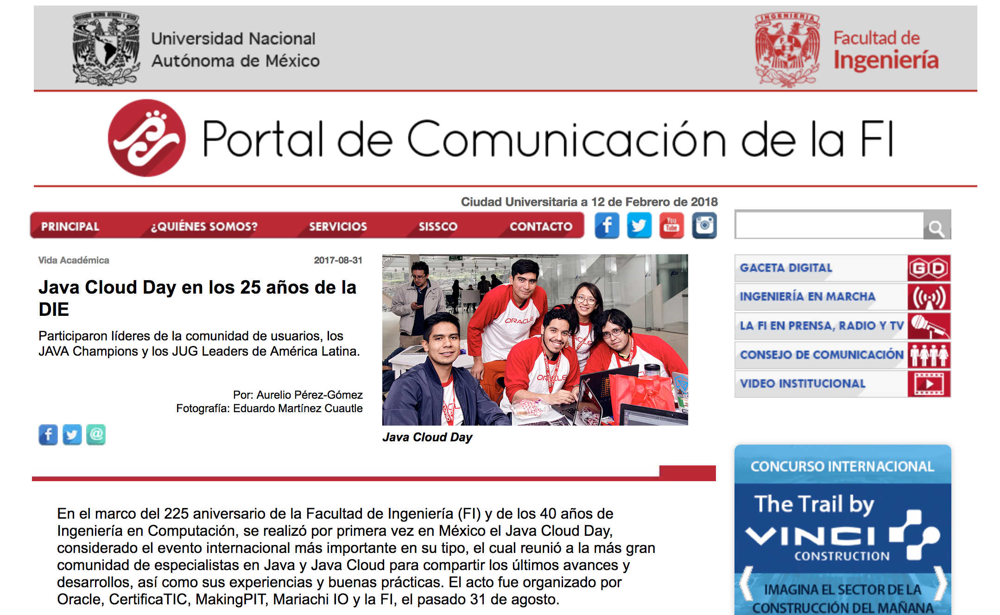 Universidad Nacional
Autónoma de México
INGENIERIA
Facultad de
Ingeniería
Portal de Comunicación de la FI
Ciudad Universitaria a 12 de Febrero de 2018
PRINCIPAL
¿QUIÉNES SOMOS?
SERVICIOS
SISSCO
CONTACTO
You
Tube
Vida Académica
2017-08-31
Java Cloud Day en los 25 años de la
DIE
Participaron líderes de la comunidad de usuarios, los
JAVA Champions y los JUG Leaders de América Latina.
Por: Aurelio Pérez-Gómez
Fotografía: Eduardo Martínez Cuautle
ORACLE
Java Cloud Day
GACETA DIGITAL
GD
INGENIERÍA EN MARCHA
LA FI EN PRENSA, RADIO Y TV
CONSEJO DE COMUNICACIÓN
VIDEO INSTITUCIONAL
En el marco del 225 aniversario de la Facultad de Ingeniería (FI) y de los 40 años de
Ingeniería en Computación, se realizó por primera vez en México el Java Cloud Day,
considerado el evento internacional más importante en su tipo, el cual reunió a la más gran
comunidad de especialistas en Java y Java Cloud para compartir los últimos avances y
desarrollos, así como sus experiencias y buenas prácticas. El acto fue organizado por
Oracle, CertificaTIC, MakingPIT, Mariachi IO y la FI, el pasado 31 de agosto.
CONCURSO INTERNACIONAL
The Trail by
VINCI
CONSTRUCTION
IMAGINA EL SECTOR DE LA
CONSTRUCCIÓN DEL MAÑANA